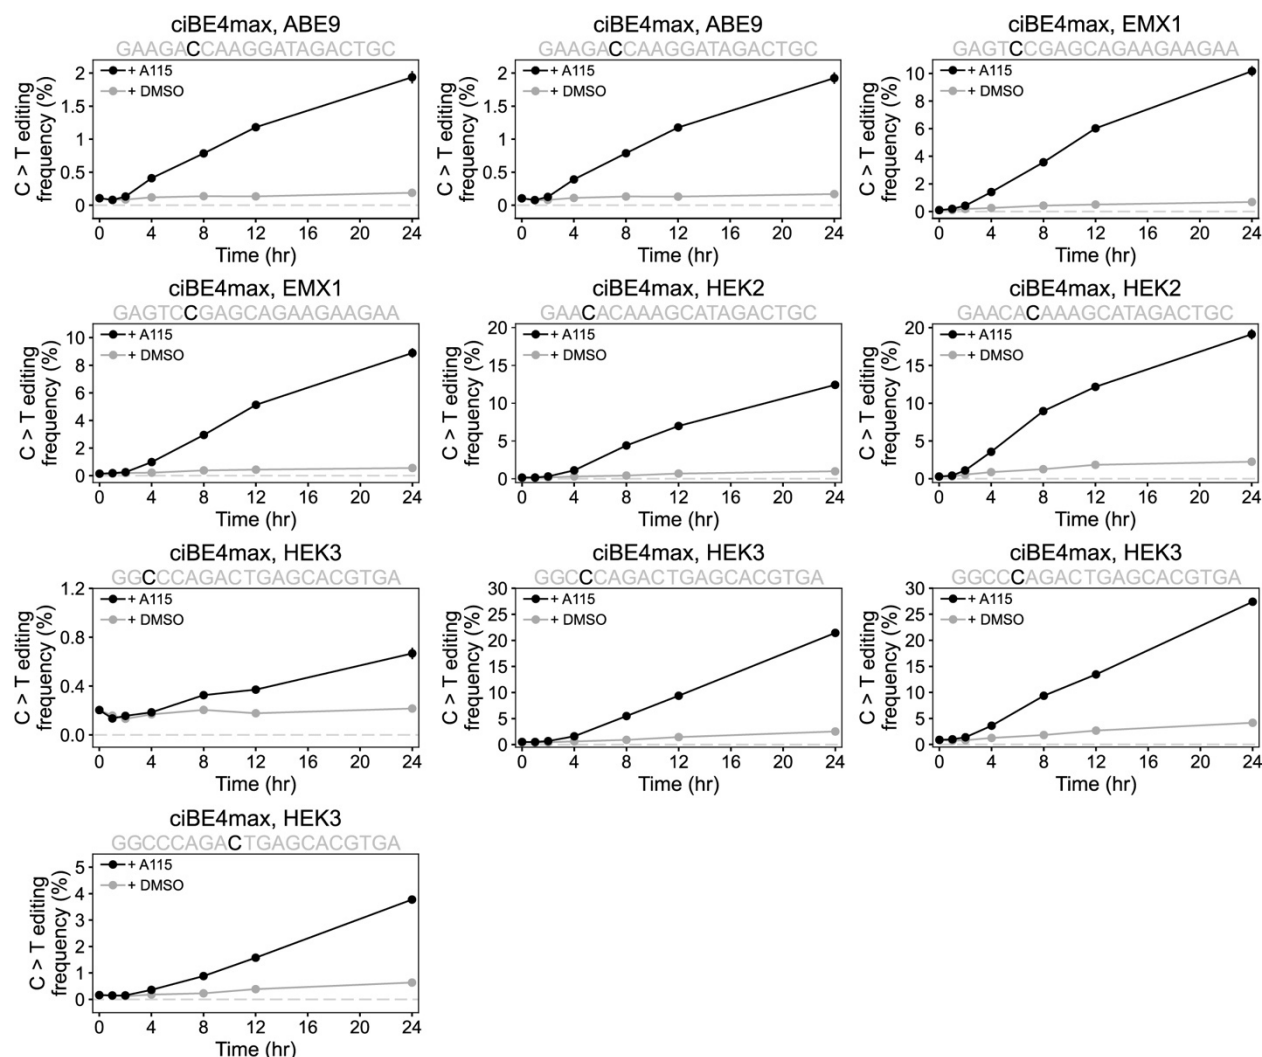 ciBE4max, ABE9
GAAGACCAAGGATAGACTGC
C > T editing
frequency (%)
2
1.5
1
0.5
0
+ A115
+ DMSO
0 4 8 12 16 20 24
Time (hr)
ciBE4max, ABE9
GAAGACCAAGGATAGACTGC
C > T editing
frequency (%)
2
1.5
1
0.5
0
+ A115
+ DMSO
0 4 8 12 16 20 24
Time (hr)
ciBE4max, EMX1
GAGTCCGAGCAGAAGAAGAA
C > T editing
frequency (%)
10
8
6
4
2
0
+ A115
+ DMSO
0 4 8 12 16 20 24
Time (hr)
ciBE4max, EMX1
GAGTCCGAGCAGAAGAAGAA
C > T editing
frequency (%)
10
8
6
4
2
0
+ A115
+ DMSO
0 4 8 12 16 20 24
Time (hr)
ciBE4max, HEK2
GAACACAAAGCATAGACTGC
C > T editing
frequency (%)
20
15
10
5
0
+ A115
+ DMSO
0 4 8 12 16 20 24
Time (hr)
ciBE4max, HEK2
GAACACAAAGCATAGACTGC
C > T editing
frequency (%)
20
15
10
5
0
+ A115
+ DMSO
0 4 8 12 16 20 24
Time (hr)
ciBE4max, HEK3
GGCCCAGACTGAGCACGTGA
C > T editing
frequency (%)
1.2
0.8
0.4
0.0
+ A115
+ DMSO
0 4 8 12 16 20 24
Time (hr)
ciBE4max, HEK3
GGCCCAGACTGAGCACGTGA
C > T editing
frequency (%)
30
25
20
15
10
5
0
+ A115
+ DMSO
0 4 8 12 16 20 24
Time (hr)
ciBE4max, HEK3
GGCCCAGACTGAGCACGTGA
C > T editing
frequency (%)
30
25
20
15
10
5
0
+ A115
+ DMSO
0 4 8 12 16 20 24
Time (hr)
ciBE4max, HEK3
GGCCCAGACTGAGCACGTGA
C > T editing
frequency (%)
5
4
3
2
1
0
+ A115
+ DMSO
0 4 8 12 16 20 24
Time (hr)